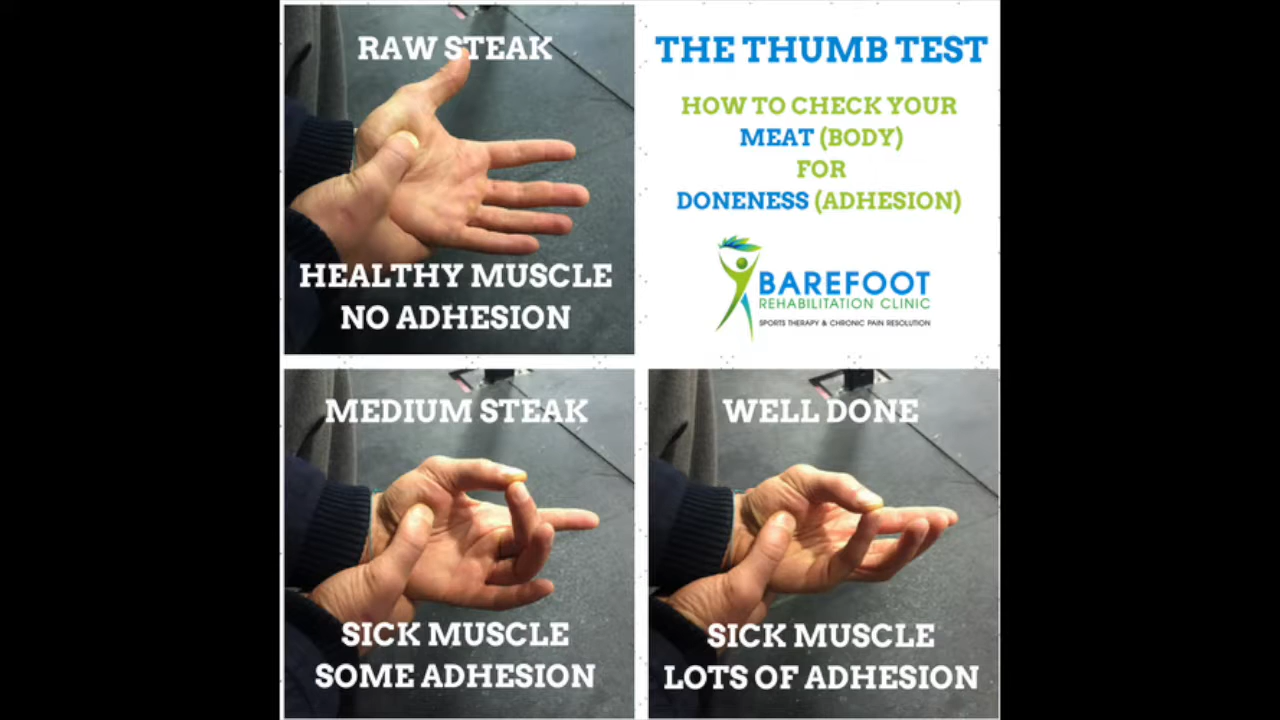 RAW STEAK
HEALTHY MUSCLE
NO ADHESION
THE THUMB TEST
HOW TO CHECK YOUR
MEAT (BODY)
FOR
DONENESS (ADHESION)
BAREFOOT
REHABILITATION CLINIC
SPORTS THERAPY & CHRONIC PAIN RESOLUTION
MEDIUM STEAK
SICK MUSCLE
SOME ADHESION
WELL DONE
SICK MUSCLE
LOTS OF ADHESION